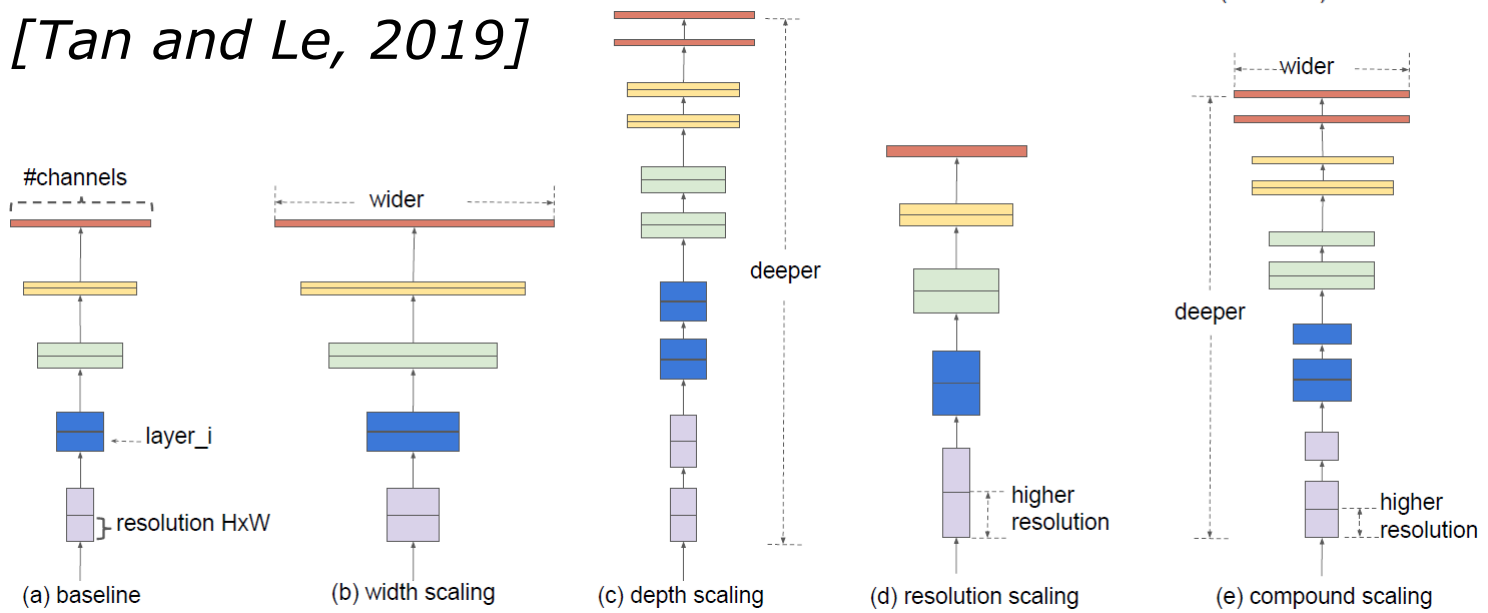 [Tan and Le, 2019]
#channels
layer_i
resolution HxW
(a) baseline
wider
(b) width scaling
deeper
(c) depth scaling
higher
resolution
(d) resolution scaling
wider
deeper
higher
resolution
(e) compound scaling